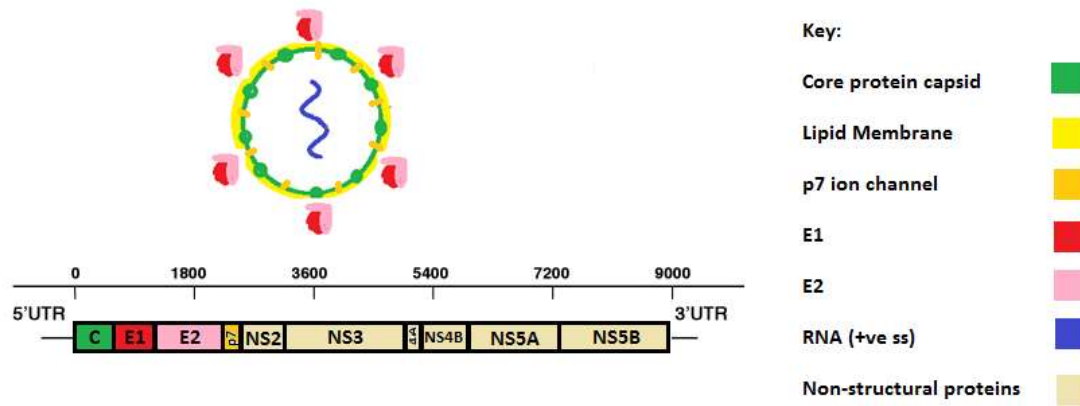 Key:
Core protein capsid
Lipid Membrane
p7 ion channel
E1
E2
RNA (+ve ss)
Non-structural proteins
0 1800 3600 5400 7200 9000
5'UTR 3'UTR
C E1 E2 p7 NS2 NS3 4A NS4B NS5A NS5B